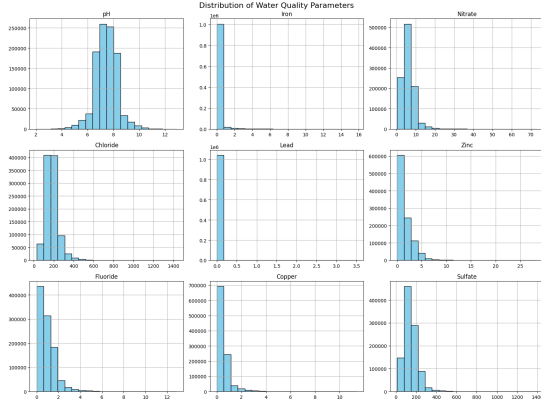 Distribution of Water Quality Parameters
pH
Iron
Nitrate
250000
200000
150000
100000
50000
0
2 4 6 8 10 12
1e6
1.0
0.8
0.6
0.4
0.2
0.0
0 2 4 6 8 10 12 14 16
500000
400000
300000
200000
100000
0
0 10 20 30 40 50 60 70
Chloride
Lead
Zinc
400000
350000
300000
250000
200000
150000
100000
50000
0
0 200 400 600 800 1000 1200 1400
1e6
1.0
0.8
0.6
0.4
0.2
0.0
0.0 0.5 1.0 1.5 2.0 2.5 3.0 3.5
600000
500000
400000
300000
200000
100000
0
0 5 10 15 20 25
Fluoride
Copper
Sulfate
400000
300000
200000
100000
0
0 2 4 6 8 10 12
700000
600000
500000
400000
300000
200000
100000
0
0 2 4 6 8 10
400000
300000
200000
100000
0
0 200 400 600 800 1000 1200 140